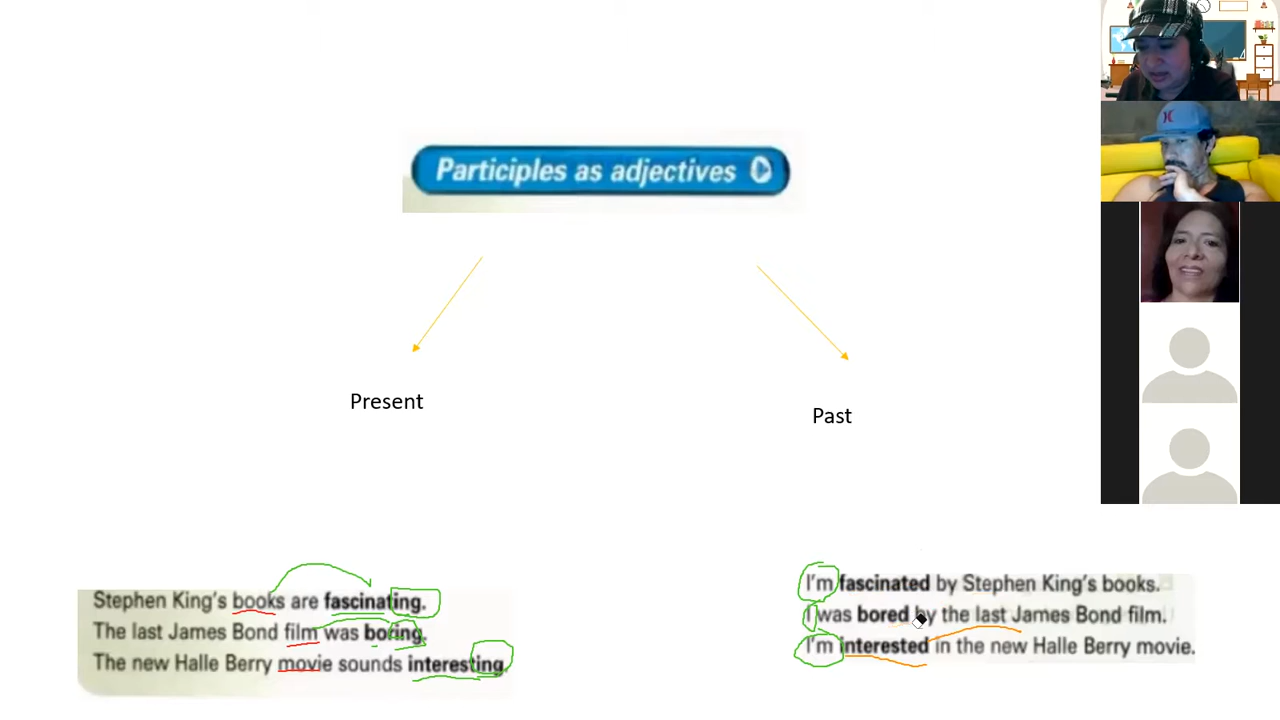 Participles as adjectives
Present
Past
Stephen King's books are fascinating.
The last James Bond film was boring.
The new Halle Berry movie sounds interesting.
I'm fascinated by Stephen King's books.
I was bored by the last James Bond film.
I'm interested in the new Halle Berry movie.